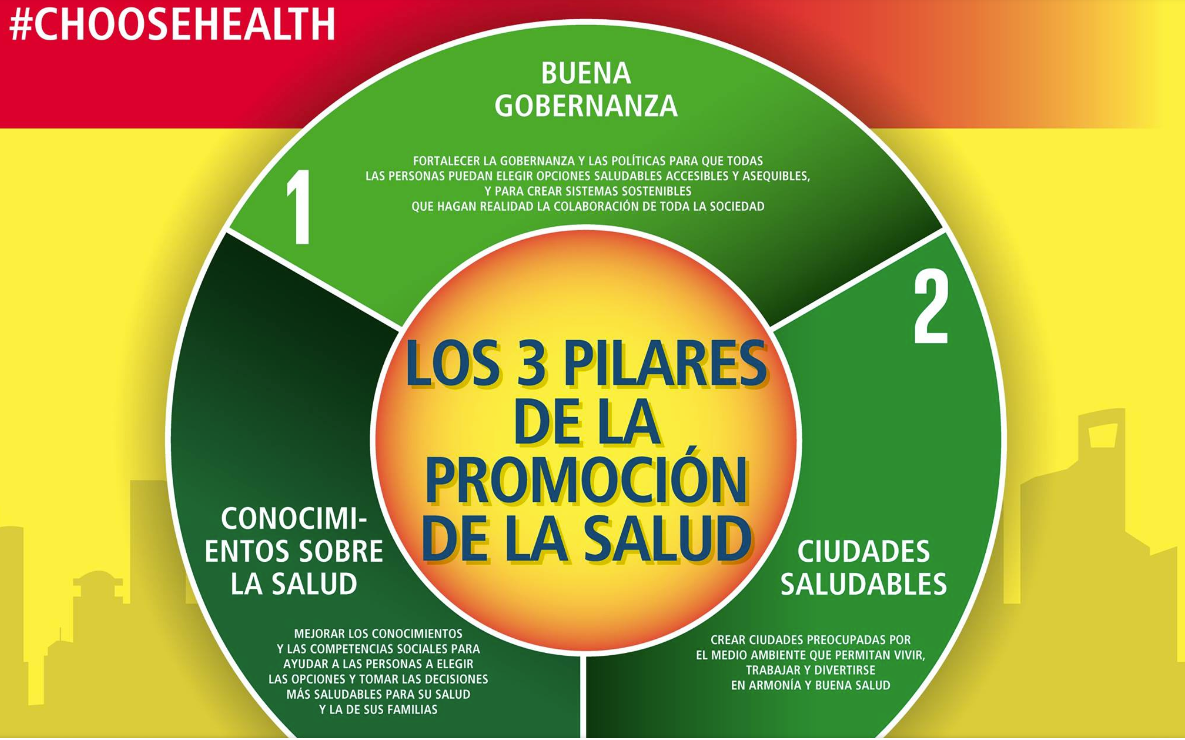 #CHOOSEHEALTH
BUENA
GOBERNANZA
FORTALECER LA GOBERNANZA Y LAS POLÍTICAS PARA QUE TODAS
LAS PERSONAS PUEDAN ELEGIR OPCIONES SALUDABLES ACCESIBLES Y ASEQUIBLES,
Y PARA CREAR SISTEMAS SOSTENIBLES
QUE HAGAN REALIDAD LA COLABORACIÓN DE TODA LA SOCIEDAD
1
2
LOS 3 PILARES
DE LA
PROMOCIÓN
DE LA SALUD
CIUDADES
SALUDABLES
CREAR CIUDADES PREOCUPADAS POR
EL MEDIO AMBIENTE QUE PERMITAN VIVIR,
TRABAJAR Y DIVERTIRSE
EN ARMONÍA Y BUENA SALUD
CONOCIMI-
ENTOS SOBRE
LA SALUD
MEJORAR LOS CONOCIMIENTOS
Y LAS COMPETENCIAS SOCIALES PARA
AYUDAR A LAS PERSONAS A ELEGIR
LAS OPCIONES Y TOMAR LAS DECISIONES
MÁS SALUDABLES PARA SU SALUD
Y LA DE SUS FAMILIAS